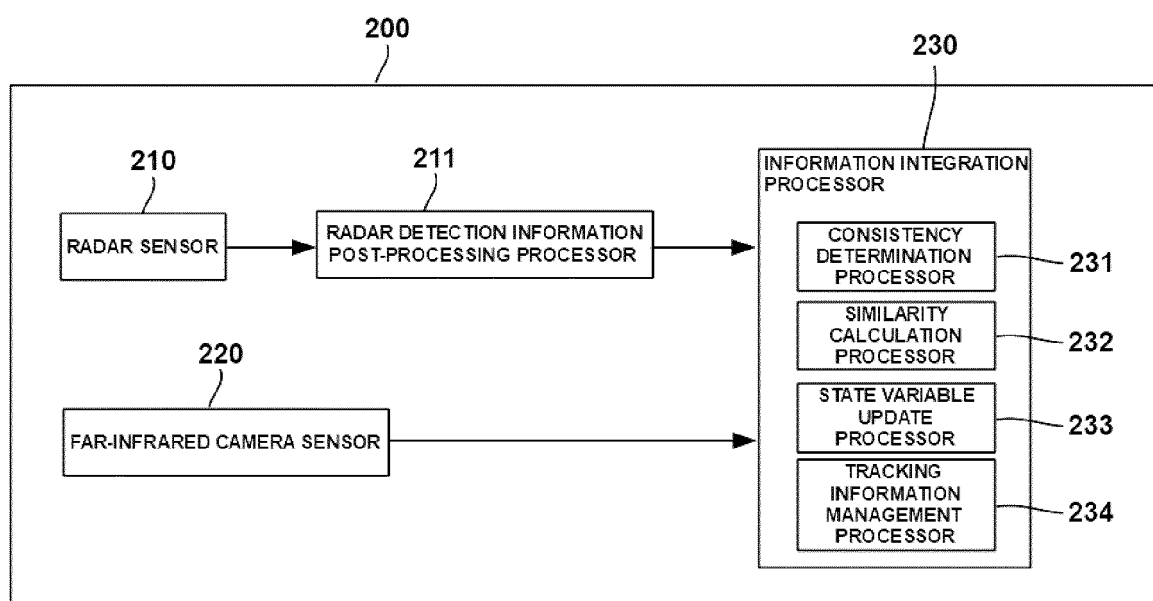 200
230
210
211
INFORMATION INTEGRATION
PROCESSOR
RADAR SENSOR
RADAR DETECTION INFORMATION
POST-PROCESSING PROCESSOR
CONSISTENCY
DETERMINATION
PROCESSOR
231
SIMILARITY
CALCULATION
PROCESSOR
232
220
FAR-INFRARED CAMERA SENSOR
STATE VARIABLE
UPDATE
PROCESSOR
233
TRACKING
INFORMATION
MANAGEMENT
PROCESSOR
234